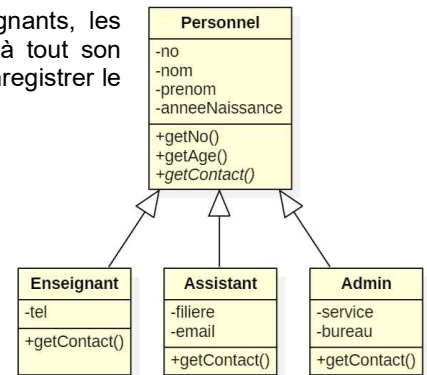 gnants, les
à tout son
nregistrer le
Personnel
-no
-nom
-prenom
-anneeNaissance
+getNo()
+getAge()
+getContact()
Enseignant
-tel
+getContact()
Assistant
-filiere
-email
+getContact()
Admin
-service
-bureau
+getContact()